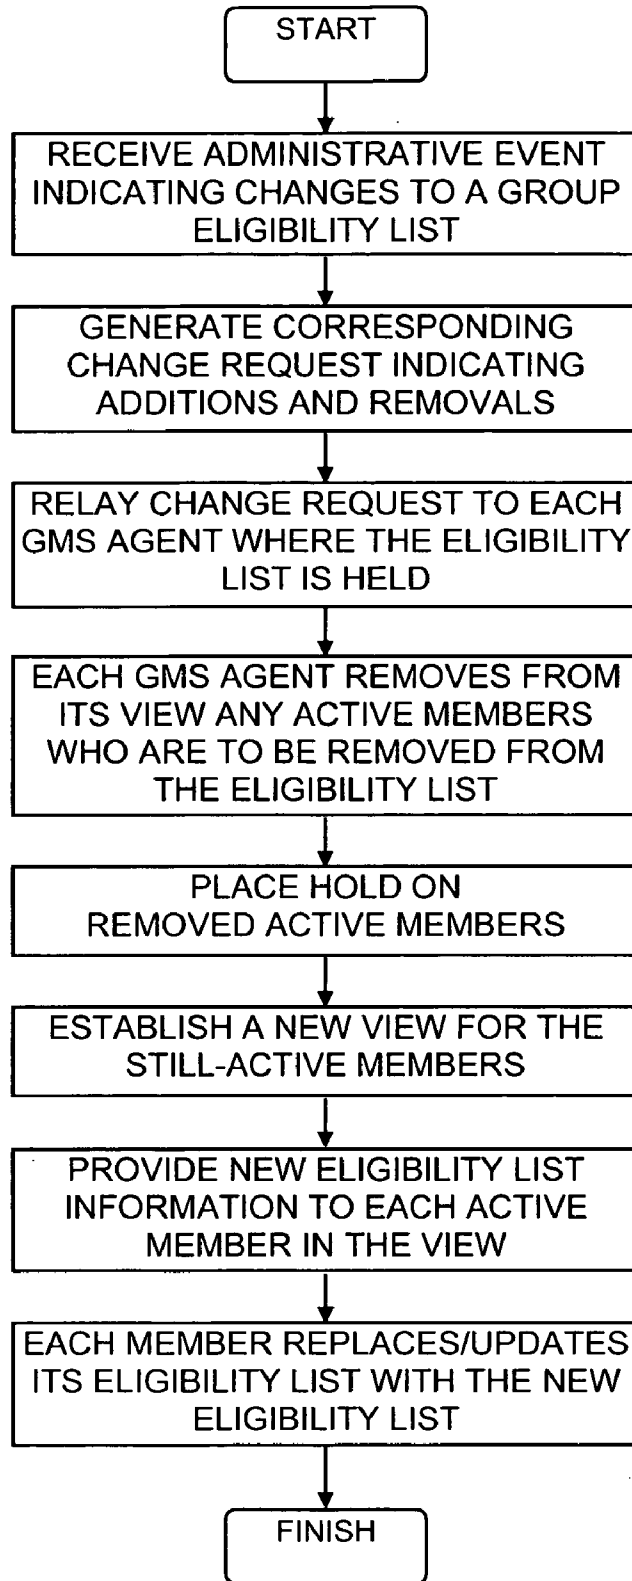 START
RECEIVE ADMINISTRATIVE EVENT
INDICATING CHANGES TO A GROUP
ELIGIBILITY LIST
GENERATE CORRESPONDING
CHANGE REQUEST INDICATING
ADDITIONS AND REMOVALS
RELAY CHANGE REQUEST TO EACH
GMS AGENT WHERE THE ELIGIBILITY
LIST IS HELD
EACH GMS AGENT REMOVES FROM
ITS VIEW ANY ACTIVE MEMBERS
WHO ARE TO BE REMOVED FROM
THE ELIGIBILITY LIST
PLACE HOLD ON
REMOVED ACTIVE MEMBERS
ESTABLISH A NEW VIEW FOR THE
STILL-ACTIVE MEMBERS
PROVIDE NEW ELIGIBILITY LIST
INFORMATION TO EACH ACTIVE
MEMBER IN THE VIEW
EACH MEMBER REPLACES/UPDATES
ITS ELIGIBILITY LIST WITH THE NEW
ELIGIBILITY LIST
FINISH